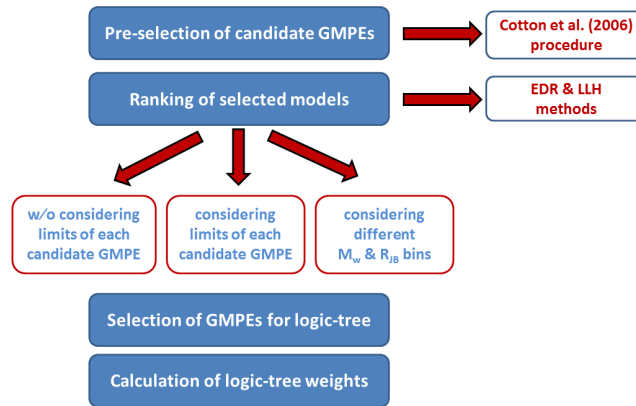 Pre-selection of candidate GMPEs
Cotton et al. (2006)
procedure
Ranking of selected models
EDR & LLH
methods
w/o considering
limits of each
candidate GMPE
considering
limits of each
candidate GMPE
considering
different
Mw & RJB bins
Selection of GMPEs for logic-tree
Calculation of logic-tree weights